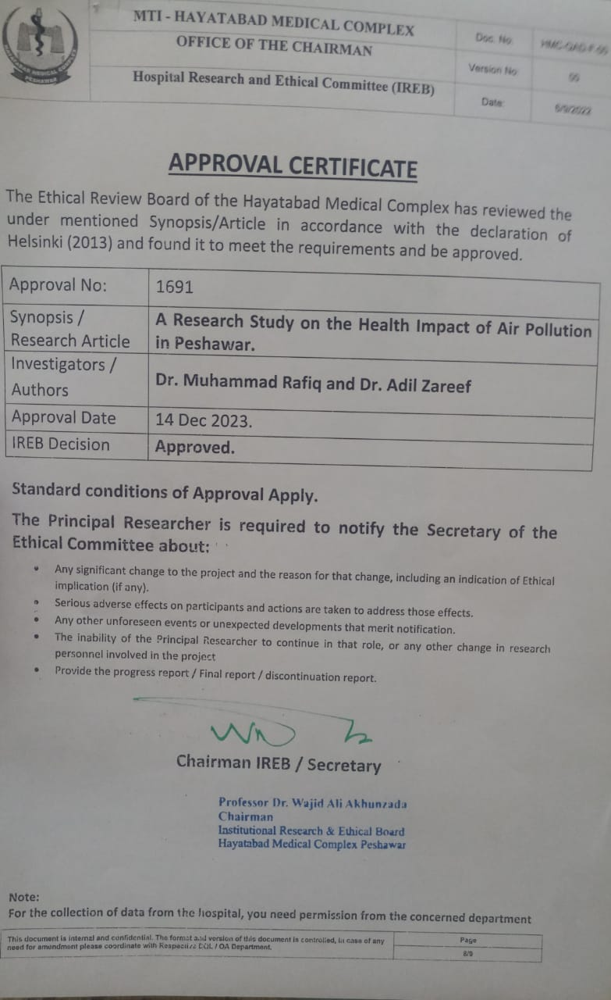 MTI - HAYATABAD MEDICAL COMPLEX
OFFICE OF THE CHAIRMAN
Hospital Research and Ethical Committee (IREB)
Doc. No
Version No
Date: 6/9/2022
HAYATABAD MEDICAL COMPLEX
PESHAWAR
APPROVAL CERTIFICATE
The Ethical Review Board of the Hayatabad Medical Complex has reviewed the
under mentioned Synopsis/Article in accordance with the declaration of
Helsinki (2013) and found it to meet the requirements and be approved.
Approval No: 1691
Synopsis / Research Article
A Research Study on the Health Impact of Air Pollution
in Peshawar.
Investigators / Authors
Dr. Muhammad Rafiq and Dr. Adil Zareef
Approval Date 14 Dec 2023.
IREB Decision Approved.
Standard conditions of Approval Apply.
The Principal Researcher is required to notify the Secretary of the
Ethical Committee about:
• Any significant change to the project and the reason for that change, including an indication of Ethical
implication (if any).
• Serious adverse effects on participants and actions are taken to address those effects.
• Any other unforeseen events or unexpected developments that merit notification.
• The inability of the Principal Researcher to continue in that role, or any other change in research
personnel involved in the project
• Provide the progress report / Final report / discontinuation report.
Chairman IREB / Secretary
Professor Dr. Wajid Ali Akhunzada
Chairman
Institutional Research & Ethical Board
Hayatabad Medical Complex Peshawar
Note:
For the collection of data from the hospital, you need permission from the concerned department
This document is internal and confidential. The format and version of this document is controlled, in case of any
need for amendment please coordinate with Respective / QA Department.
Page
8/9